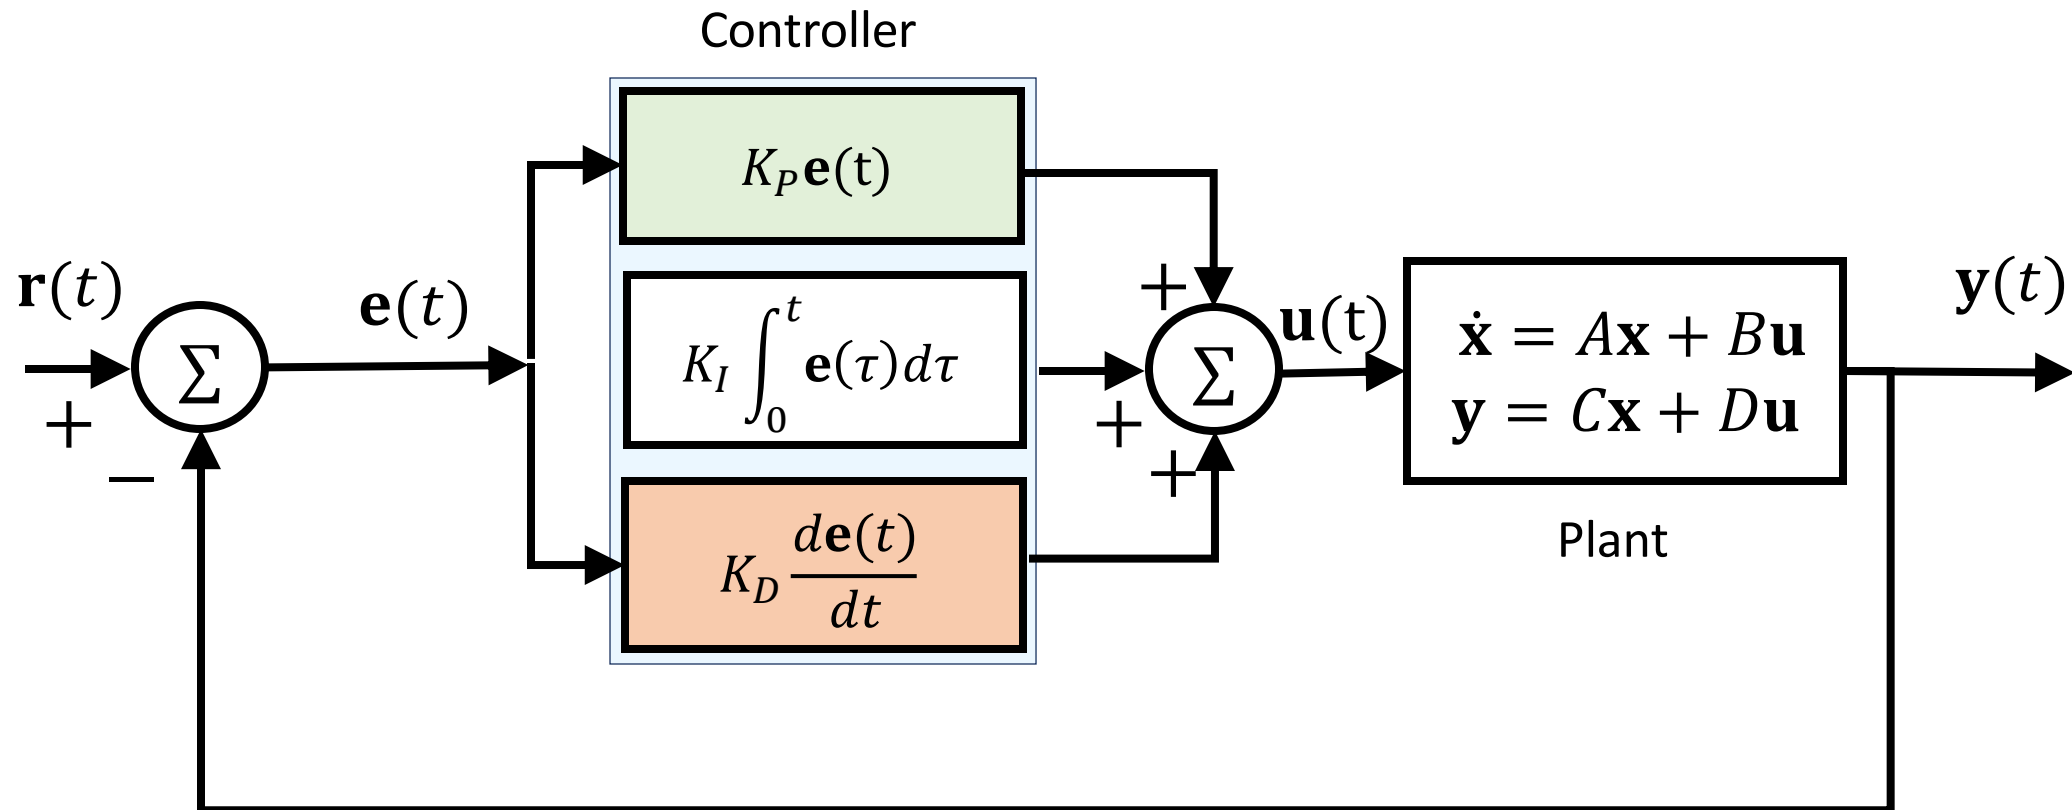 Controller
K_P 𝐞(t)
𝐫(t)
𝐞(t)
Σ
+
−
K_I ∫_0^t 𝐞(τ)dτ
K_D d𝐞(t)/dt
+
+
+
Σ
𝐮(t)
ẋ = A𝐱 + B𝐮
𝐲 = C𝐱 + D𝐮
Plant
𝐲(t)